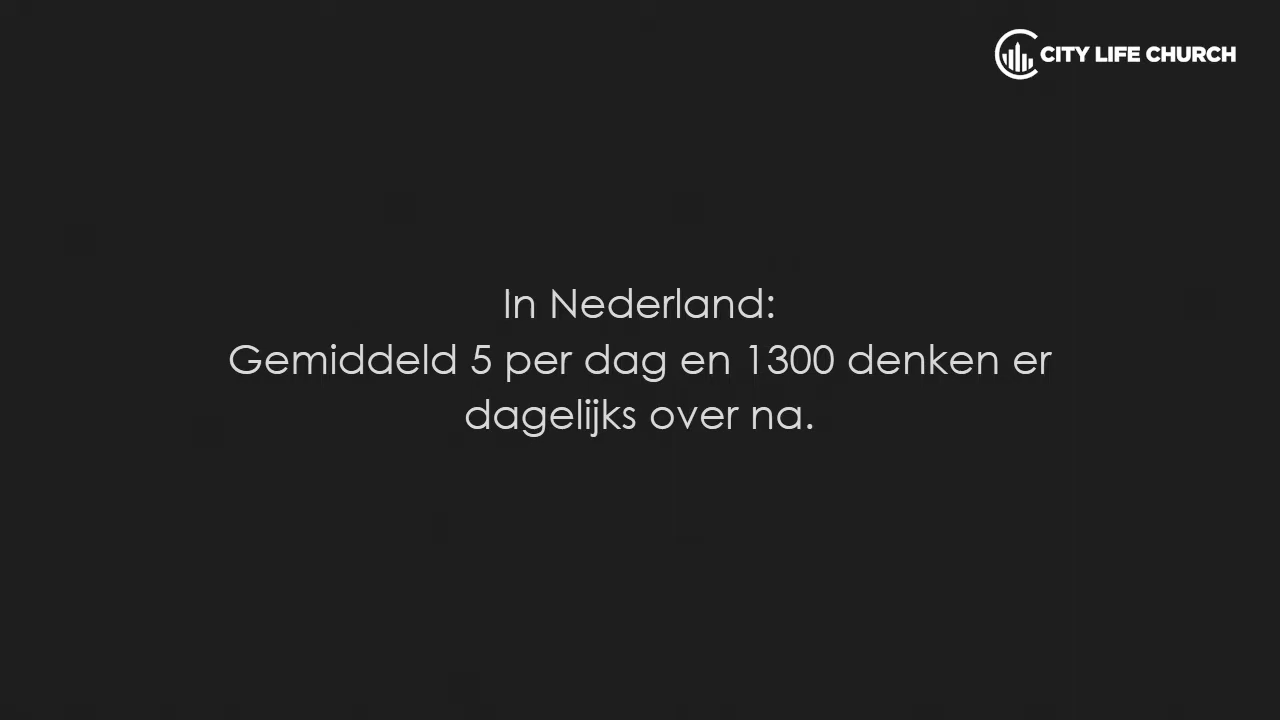 CITY LIFE CHURCH
In Nederland:
Gemiddeld 5 per dag en 1300 denken er
dagelijks over na.